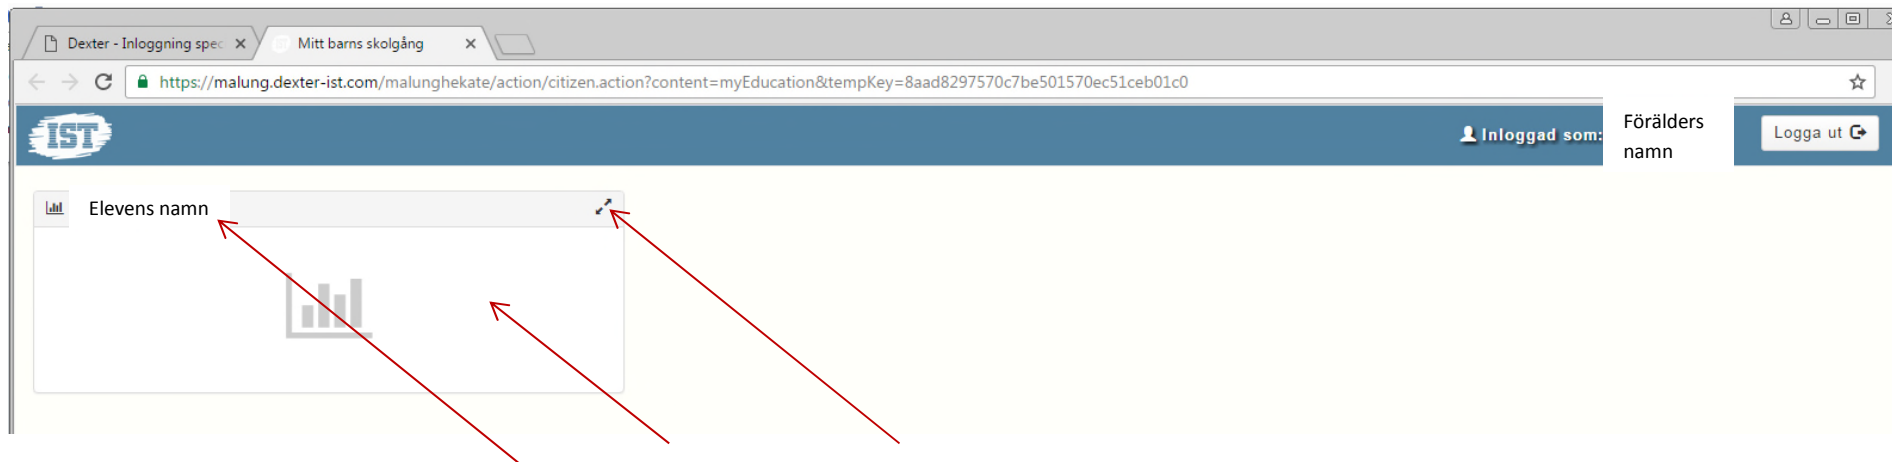 Dexter - Inloggning spec
Mitt barns skolgång
https://malung.dexter-ist.com/malunghekate/action/citizen.action?content=myEducation&tempKey=8aad8297570c7be501570ec51ceb01c0
IST
Inloggad som:
Förälders
namn
Logga ut
Elevens namn